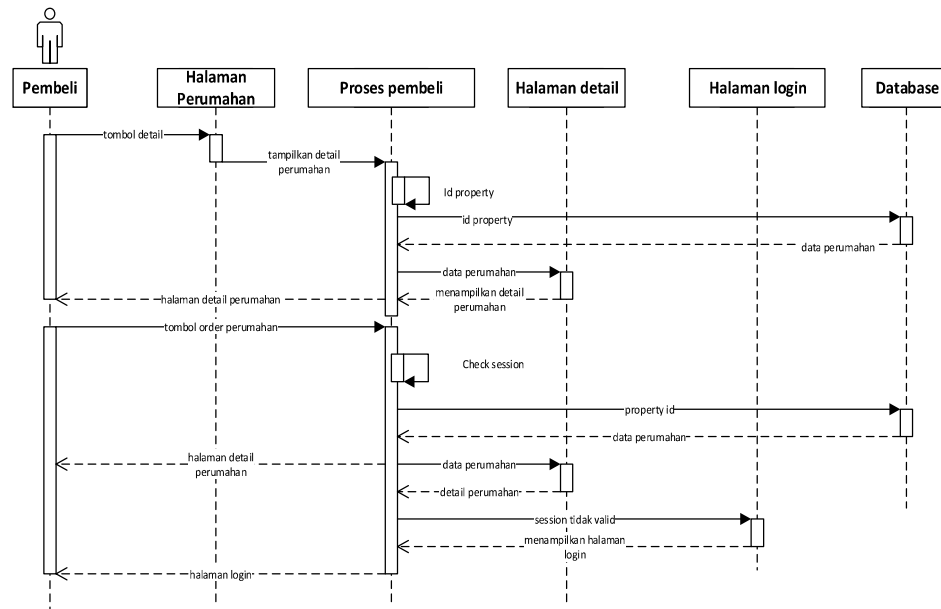 Pembeli
Halaman
Perumahan
Proses pembeli
Halaman detail
Halaman login
Database
tombol detail
tampilkan detail
perumahan
Id property
id property
data perumahan
data perumahan
halaman detail perumahan
menampilkan detail
perumahan
tombol order perumahan
Check session
property id
data perumahan
halaman detail
perumahan
data perumahan
detail perumahan
session tidak valid
menampilkan halaman
login
halaman login